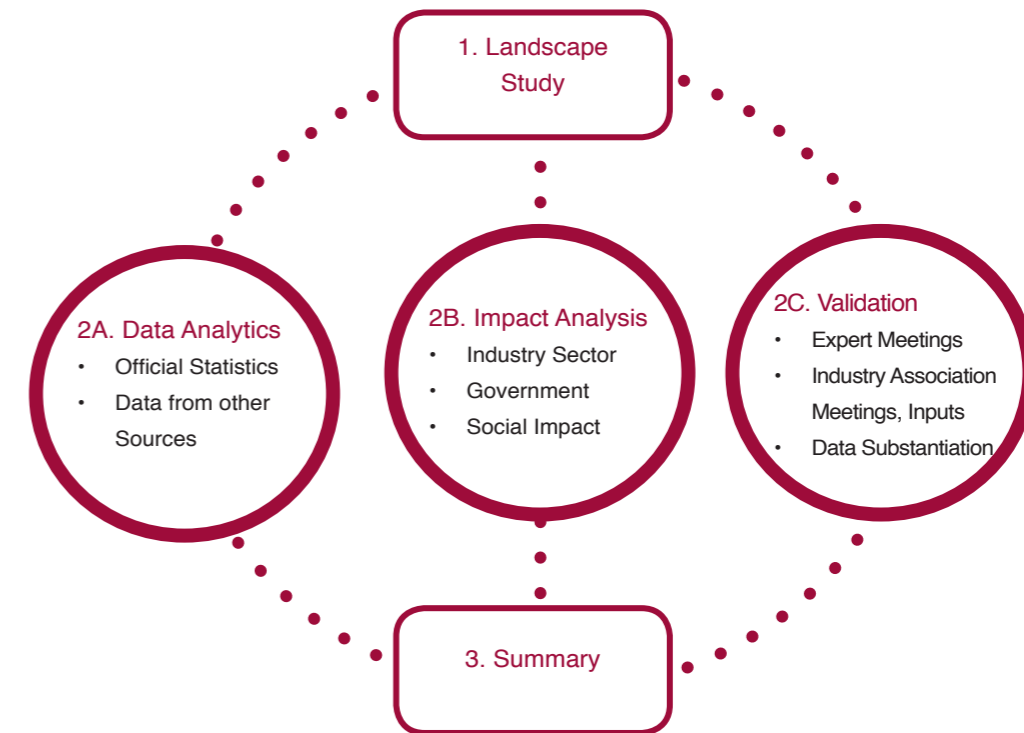 1. Landscape
Study
2A. Data Analytics
• Official Statistics
• Data from other
Sources
2B. Impact Analysis
• Industry Sector
• Government
• Social Impact
2C. Validation
• Expert Meetings
• Industry Association
Meetings, Inputs
• Data Substantiation
3. Summary